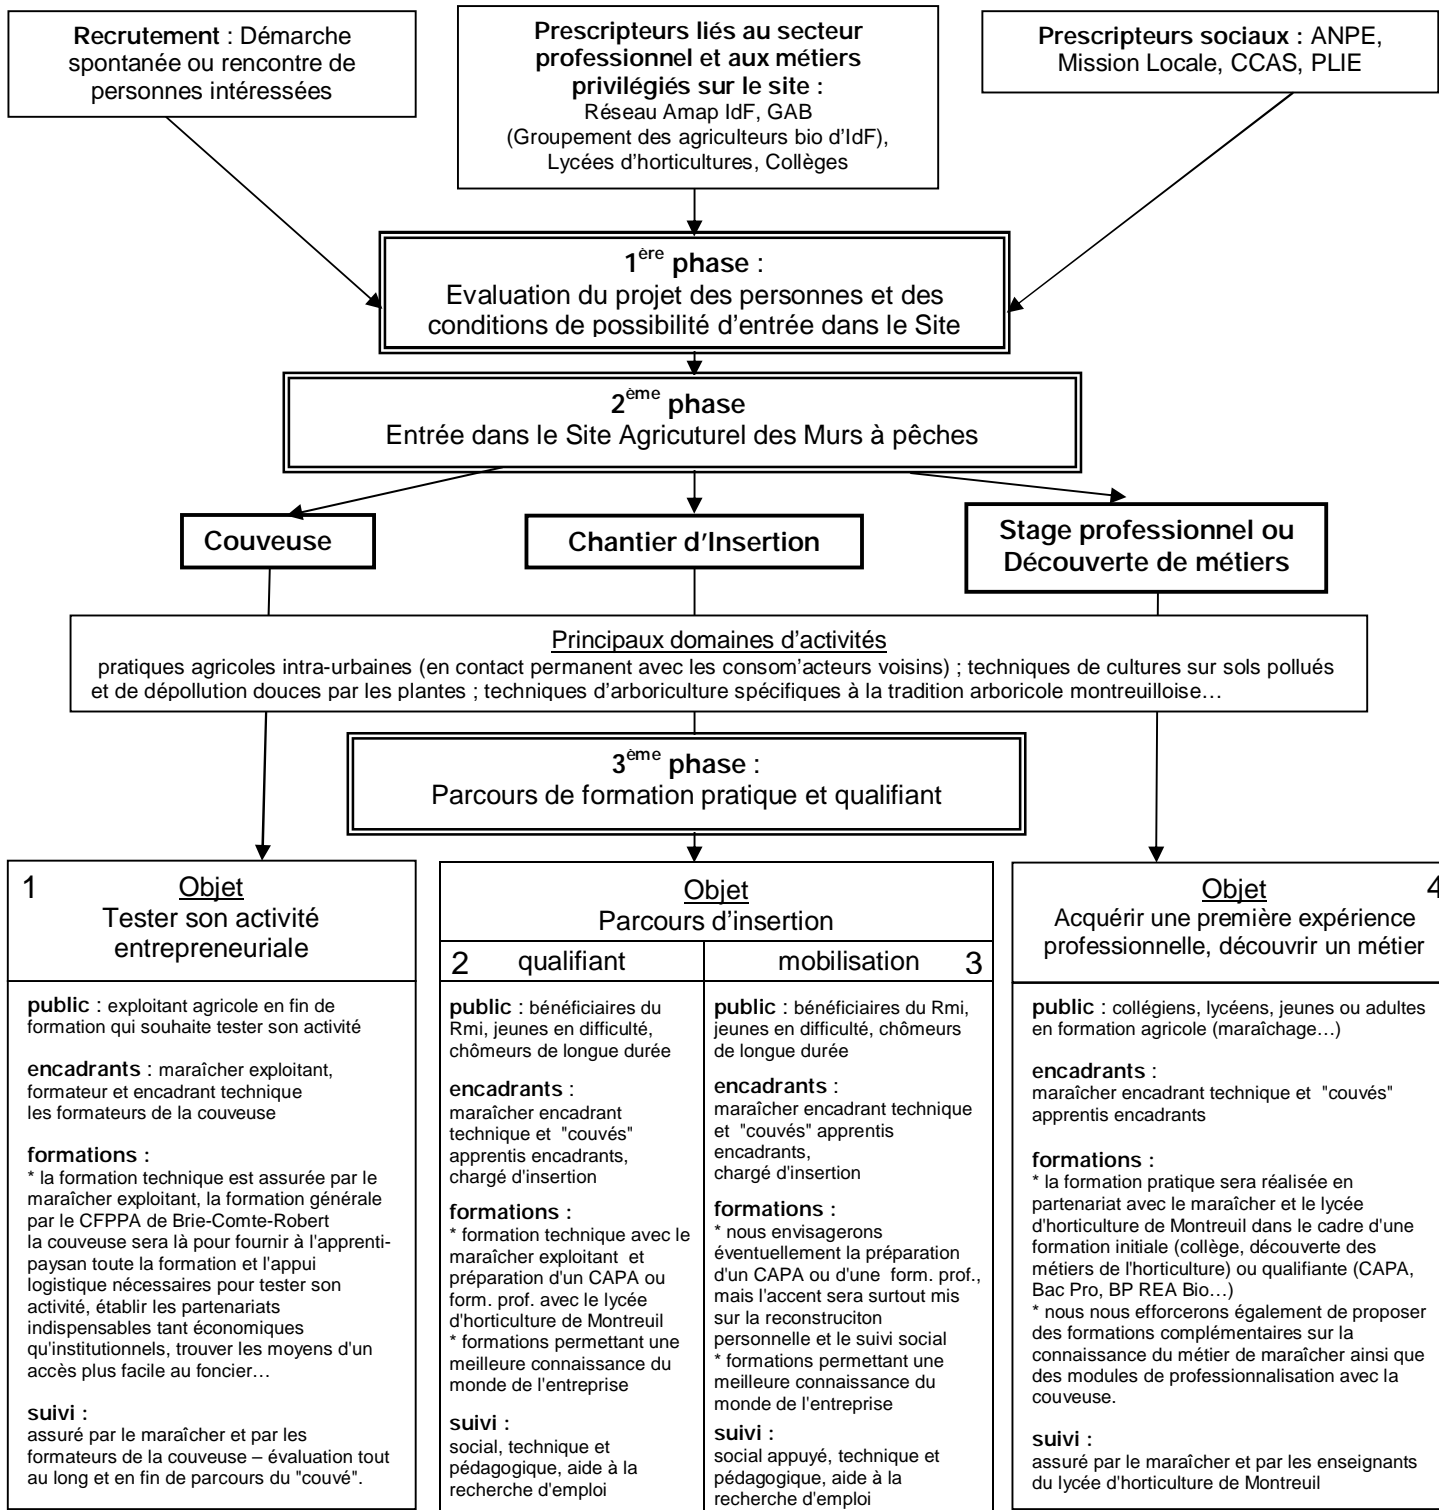 Recrutement : Démarche
spontanée ou rencontre de
personnes intéressées
Prescripteurs liés au secteur
professionnel et aux métiers
privilégiés sur le site :
Réseau Amap IdF, GAB
(Groupement des agriculteurs bio d'IdF),
Lycées d'horticultures, Collèges
Prescripteurs sociaux : ANPE,
Mission Locale, CCAS, PLIE
1ère phase :
Evaluation du projet des personnes et des
conditions de possibilité d'entrée dans le Site
2ème phase
Entrée dans le Site Agricuturel des Murs à pêches
Couveuse
Chantier d'Insertion
Stage professionnel ou
Découverte de métiers
Principaux domaines d'activités
pratiques agricoles intra-urbaines (en contact permanent avec les consom'acteurs voisins) ; techniques de cultures sur sols pollués
et de dépollution douces par les plantes ; techniques d'arboriculture spécifiques à la tradition arboricole montreuilloise…
3ème phase :
Parcours de formation pratique et qualifiant
1
Objet
Tester son activité
entrepreneuriale
public : exploitant agricole en fin de
formation qui souhaite tester son activité
encadrants : maraîcher exploitant,
formateur et encadrant technique
les formateurs de la couveuse
formations :
* la formation technique est assurée par le
maraîcher exploitant, la formation générale
par le CFPPA de Brie-Comte-Robert
la couveuse sera là pour fournir à l'apprenti-
paysan toute la formation et l'appui
logistique nécessaires pour tester son
activité, établir les partenariats
indispensables tant économiques
qu'institutionnels, trouver les moyens d'un
accès plus facile au foncier…
suivi :
assuré par le maraîcher et par les
formateurs de la couveuse – évaluation tout
au long et en fin de parcours du "couvé".
Objet
Parcours d'insertion
2 qualifiant
public : bénéficiaires du
Rmi, jeunes en difficulté,
chômeurs de longue durée
encadrants :
maraîcher encadrant
technique et "couvés"
apprentis encadrants,
chargé d'insertion
formations :
* formation technique avec le
maraîcher exploitant et
préparation d'un CAPA ou
form. prof. avec le lycée
d'horticulture de Montreuil
* formations permettant une
meilleure connaissance du
monde de l'entreprise
suivi :
social, technique et
pédagogique, aide à la
recherche d'emploi
mobilisation 3
public : bénéficiaires du Rmi,
jeunes en difficulté, chômeurs
de longue durée
encadrants :
maraîcher encadrant technique
et "couvés" apprentis
encadrants,
chargé d'insertion
formations :
* nous envisagerons
éventuellement la préparation
d'un CAPA ou d'une form. prof.,
mais l'accent sera surtout mis
sur la reconstruciton
personnelle et le suivi social
* formations permettant une
meilleure connaissance du
monde de l'entreprise
suivi :
social appuyé, technique et
pédagogique, aide à la
recherche d'emploi
Objet 4
Acquérir une première expérience
professionnelle, découvrir un métier
public : collégiens, lycéens, jeunes ou adultes
en formation agricole (maraîchage…)
encadrants :
maraîcher encadrant technique et "couvés"
apprentis encadrants
formations :
* la formation pratique sera réalisée en
partenariat avec le maraîcher et le lycée
d'horticulture de Montreuil dans le cadre d'une
formation initiale (collège, découverte des
métiers de l'horticulture) ou qualifiante (CAPA,
Bac Pro, BP REA Bio…)
* nous nous efforcerons également de proposer
des formations complémentaires sur la
connaissance du métier de maraîcher ainsi que
des modules de professionnalisation avec la
couveuse.
suivi :
assuré par le maraîcher et par les enseignants
du lycée d'horticulture de Montreuil